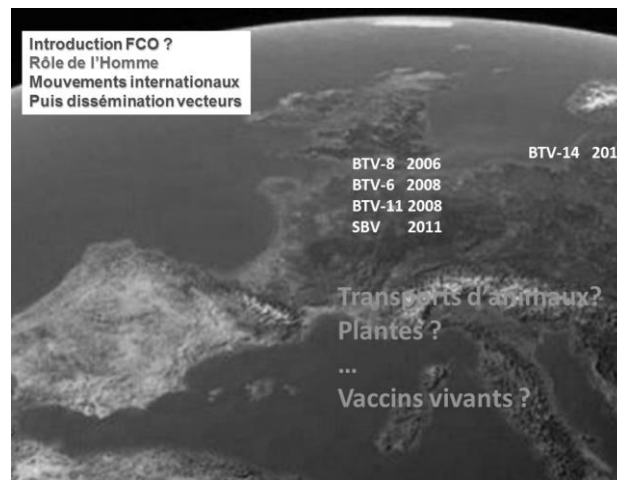 Introduction FCO ?
Rôle de l'Homme
Mouvements internationaux
Puis dissémination vecteurs
BTV-8 2006
BTV-6 2008
BTV-11 2008
SBV 2011
BTV-14 201
Transports d'animaux?
Plantes ?
...
Vaccins vivants ?